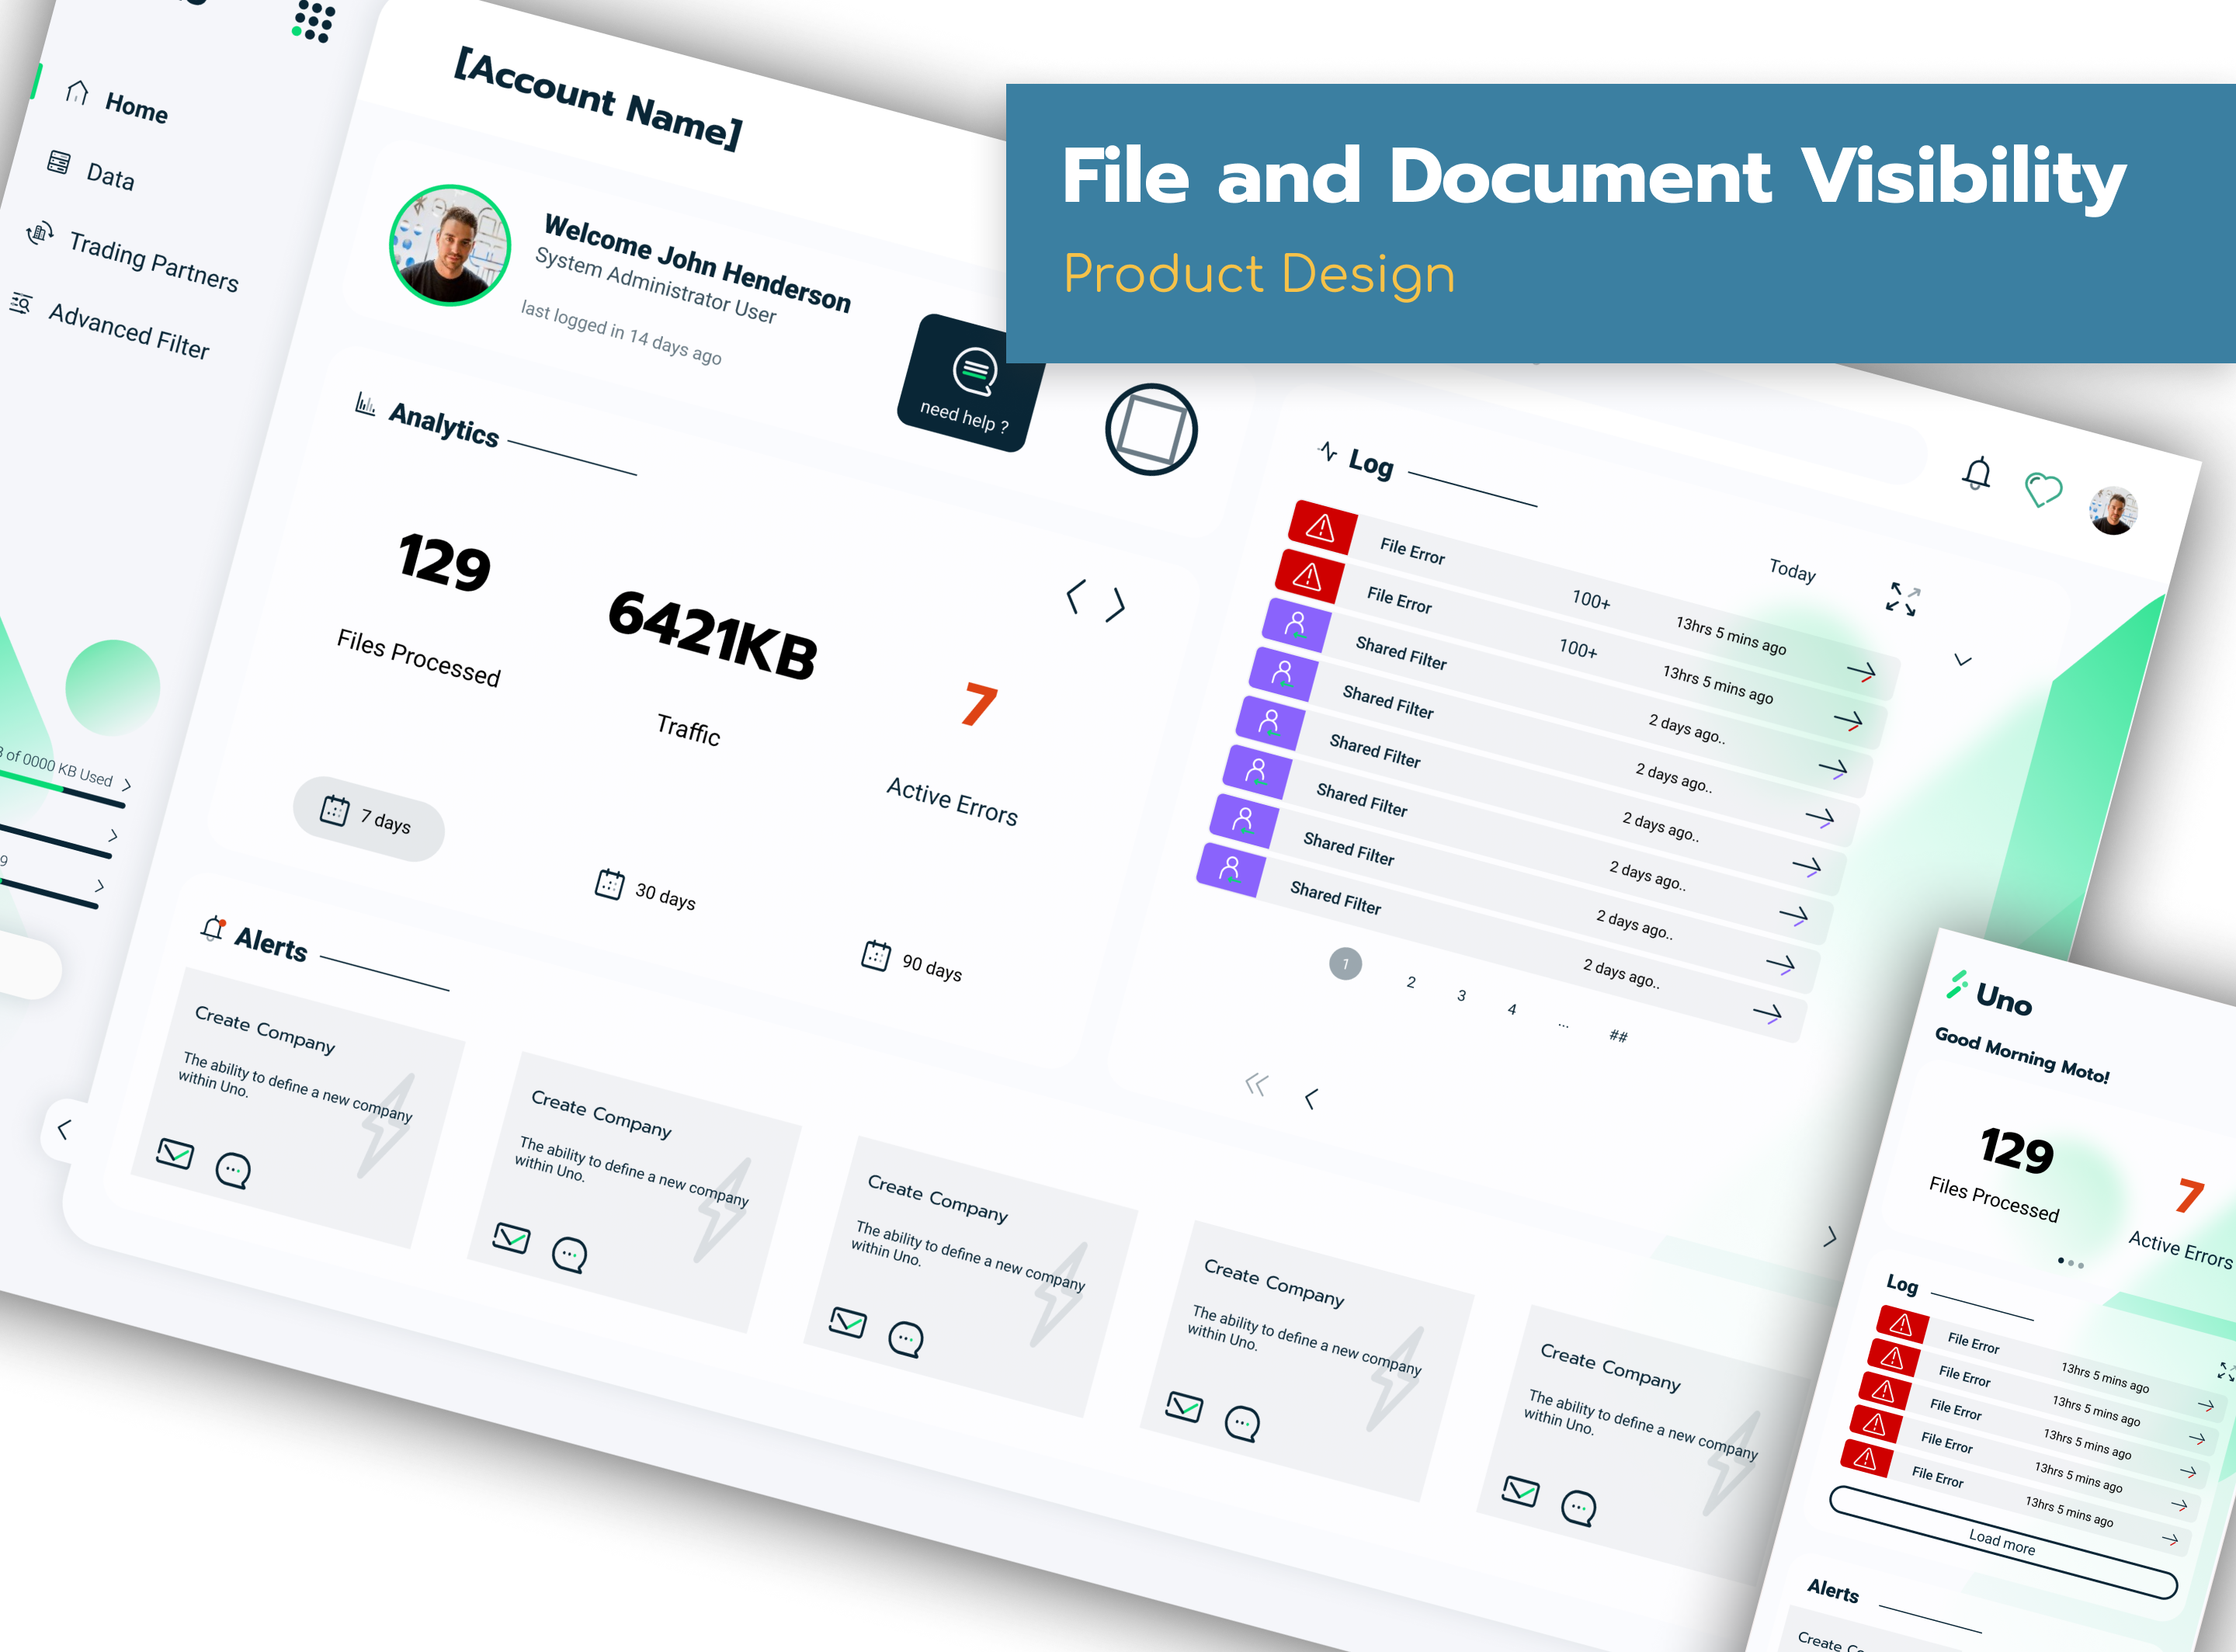 File and Document Visibility
Product Design
Home
Data
Trading Partners
Advanced Filter
of 0000 KB Used
9
[Account Name]
Welcome John Henderson
System Administrator User
last logged in 14 days ago
need help ?
Analytics
129
Files Processed
6421KB
Traffic
7
Active Errors
7 days
30 days
90 days
Alerts
Create Company
The ability to define a new company
within Uno.
Create Company
The ability to define a new company
within Uno.
Create Company
The ability to define a new company
within Uno.
Create Company
The ability to define a new company
within Uno.
Create Company
The ability to define a new company
within Uno.
Log
Today
File Error 100+ 13hrs 5 mins ago
File Error 100+ 13hrs 5 mins ago
Shared Filter 2 days ago..
Shared Filter 2 days ago..
Shared Filter 2 days ago..
Shared Filter 2 days ago..
Shared Filter 2 days ago..
Shared Filter 2 days ago..
1 2 3 4 ... ##
Uno
Good Morning Moto!
129
Files Processed
7
Active Errors
Log
File Error 13hrs 5 mins ago
File Error 13hrs 5 mins ago
File Error 13hrs 5 mins ago
File Error 13hrs 5 mins ago
File Error 13hrs 5 mins ago
Load more
Alerts
Create